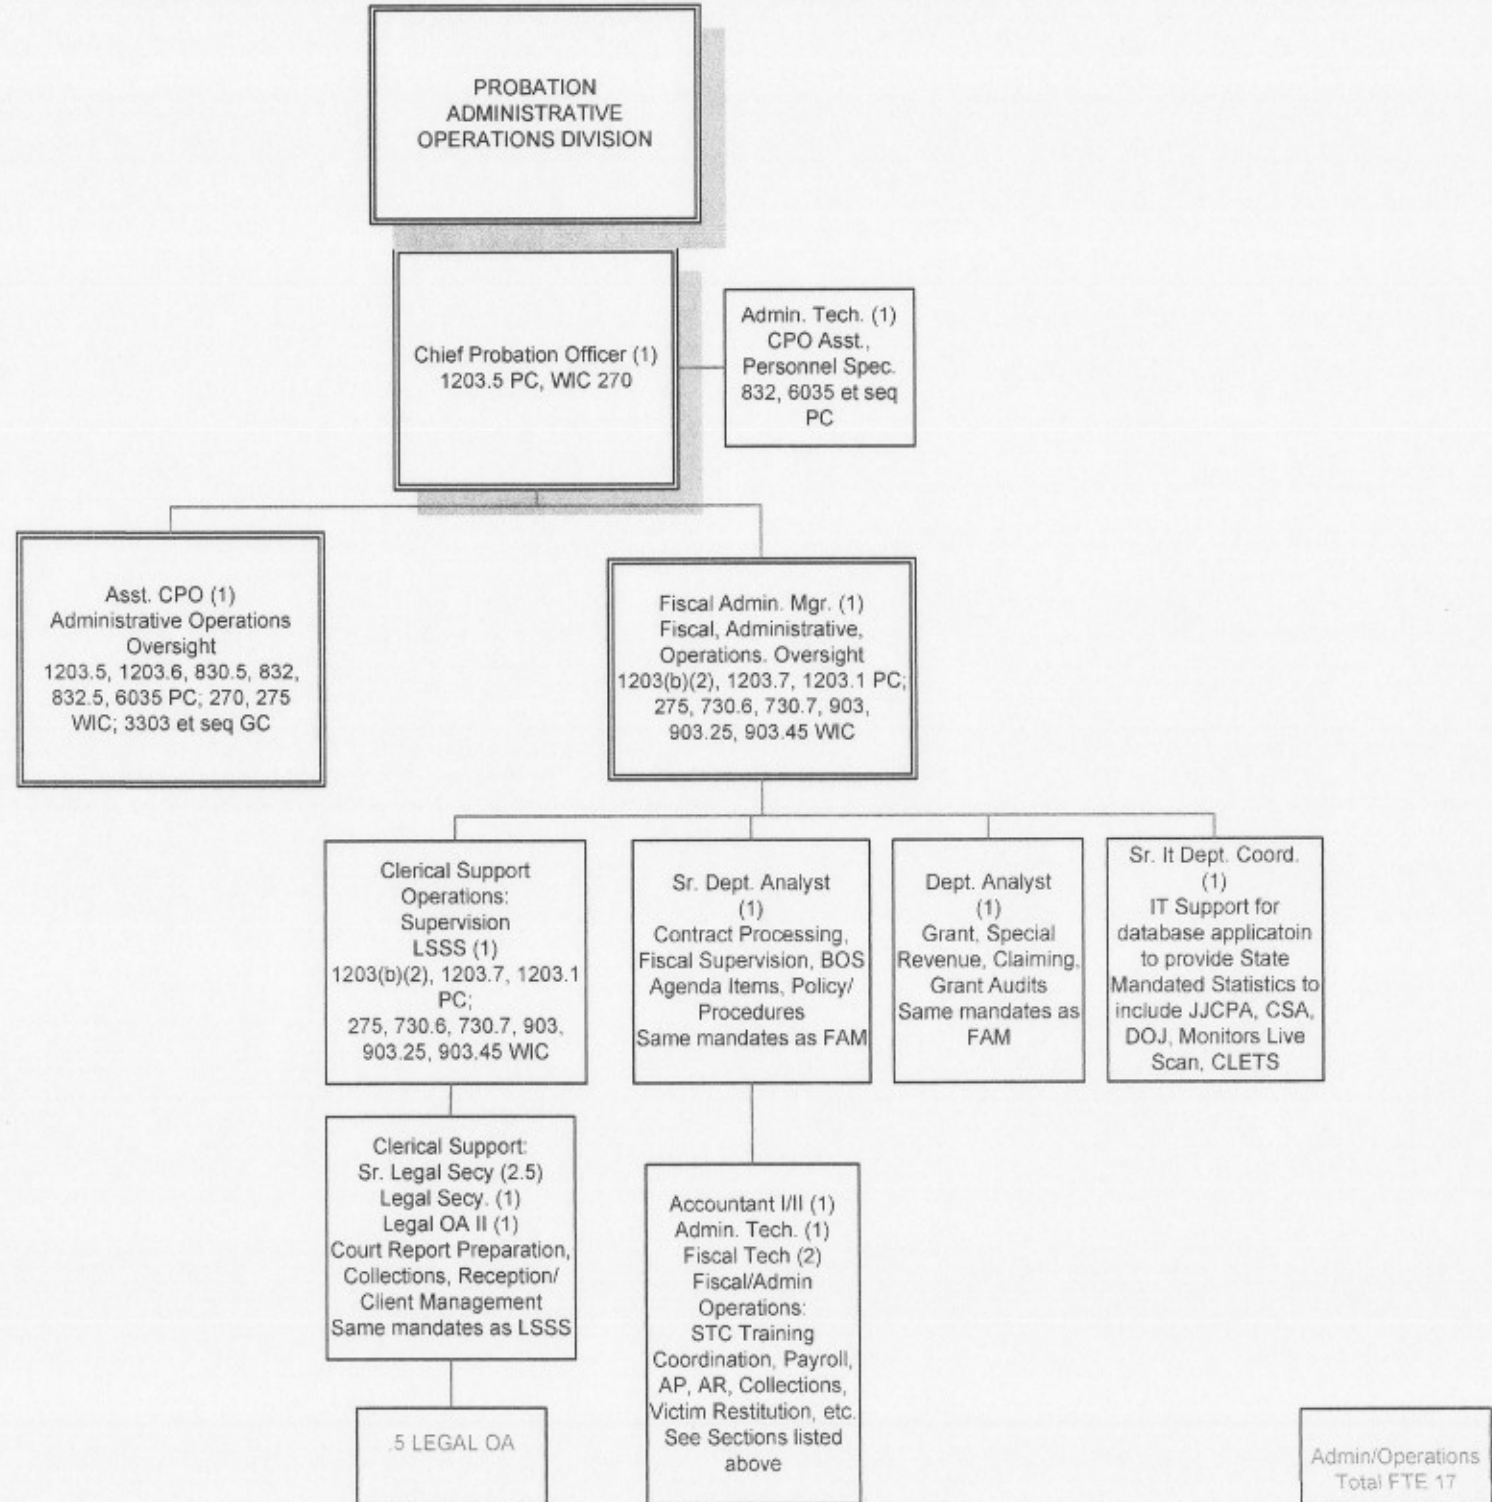 PROBATION
ADMINISTRATIVE
OPERATIONS DIVISION
Chief Probation Officer (1)
1203.5 PC, WIC 270
Admin. Tech. (1)
CPO Asst.,
Personnel Spec.
832, 6035 et seq
PC
Asst. CPO (1)
Administrative Operations
Oversight
1203.5, 1203.6, 830.5, 832,
832.5, 6035 PC; 270, 275
WIC; 3303 et seq GC
Fiscal Admin. Mgr. (1)
Fiscal, Administrative,
Operations. Oversight
1203(b)(2), 1203.7, 1203.1 PC;
275, 730.6, 730.7, 903,
903.25, 903.45 WIC
Clerical Support
Operations:
Supervision
LSSS (1)
1203(b)(2), 1203.7, 1203.1
PC;
275, 730.6, 730.7, 903,
903.25, 903.45 WIC
Sr. Dept. Analyst
(1)
Contract Processing,
Fiscal Supervision, BOS
Agenda Items, Policy/
Procedures
Same mandates as FAM
Dept. Analyst
(1)
Grant, Special
Revenue, Claiming,
Grant Audits
Same mandates as
FAM
Sr. It Dept. Coord.
(1)
IT Support for
database applicatoin
to provide State
Mandated Statistics to
include JJCPA, CSA,
DOJ, Monitors Live
Scan, CLETS
Clerical Support:
Sr. Legal Secy (2.5)
Legal Secy. (1)
Legal OA II (1)
Court Report Preparation,
Collections, Reception/
Client Management
Same mandates as LSSS
Accountant I/II (1)
Admin. Tech. (1)
Fiscal Tech (2)
Fiscal/Admin
Operations:
STC Training
Coordination, Payroll,
AP, AR, Collections,
Victim Restitution, etc.
See Sections listed
above
.5 LEGAL OA
Admin/Operations
Total FTE 17